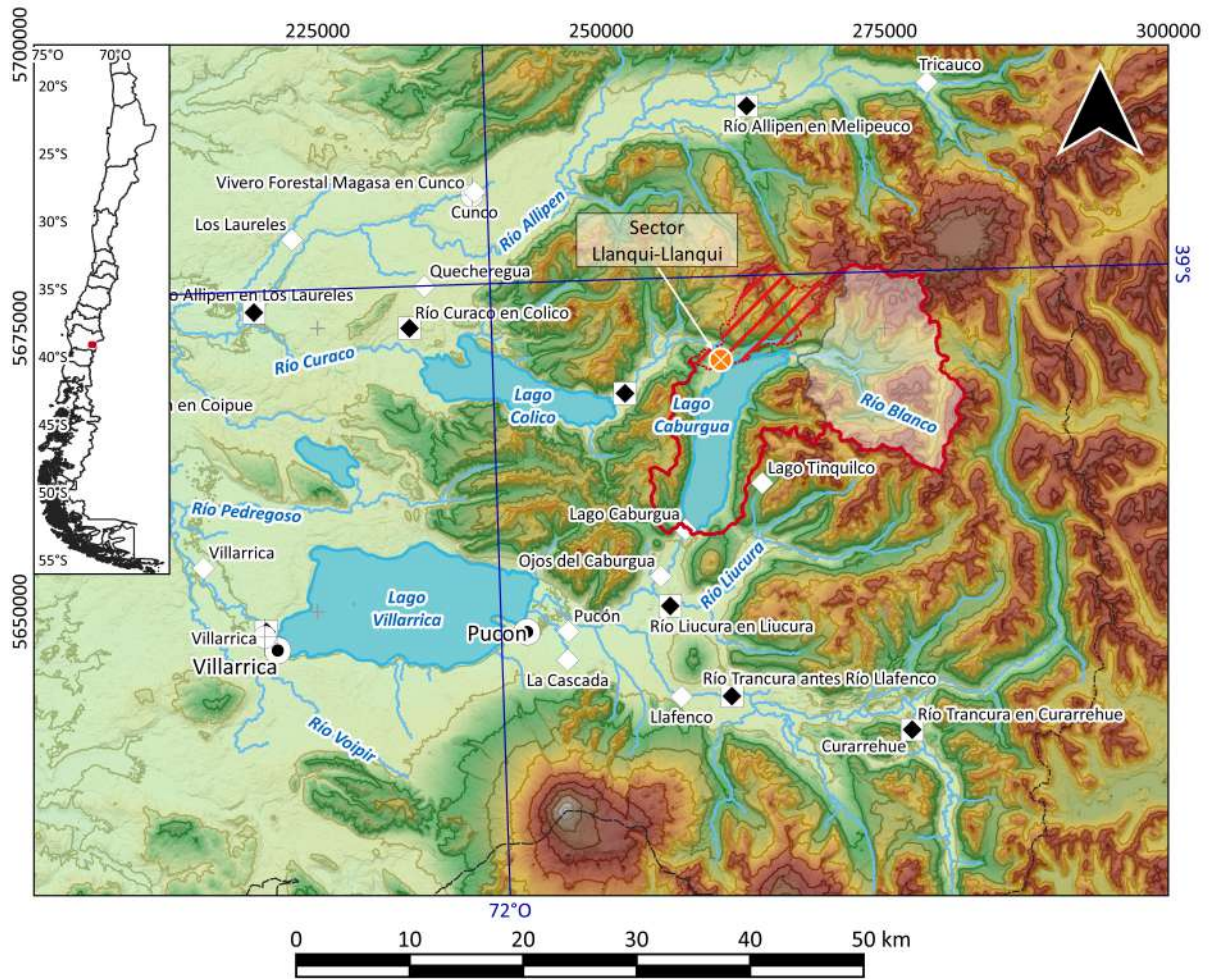 225000
250000
275000
300000
5700000
75°O
70°O
20°S
25°S
30°S
35°S
40°S
45°S
50°S
55°S
Tricauco
Río Allipen en Melipeuco
Vivero Forestal Magasa en Cunco
Cunco
Río Allipen
Los Laureles
Sector
Llanqui-Llanqui
39°S
Quecheregua
o Allipen en Los Laureles
Río Curaco en Colico
5675000
Río Curaco
Lago
Colico
Lago
Caburgua
Río Blanco
n en Coipue
Lago Tinquilco
Río Pedregoso
Lago Caburgua
Villarrica
Ojos del Caburgua
Río Liucura
Lago
Villarrica
5650000
Pucón
Pucon
Río Liucura en Liucura
Villarrica
Villarrica
La Cascada
Río Trancura antes Río Llafenco
Llafenco
Río Trancura en Curarrehue
Curarrehue
Río Voipir
72°O
0 10 20 30 40 50 km